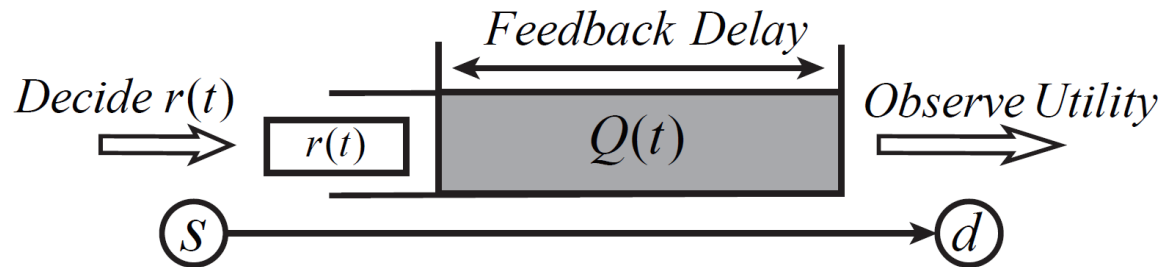 Feedback Delay
Decide r(t)
Observe Utility
r(t)
Q(t)
s
d